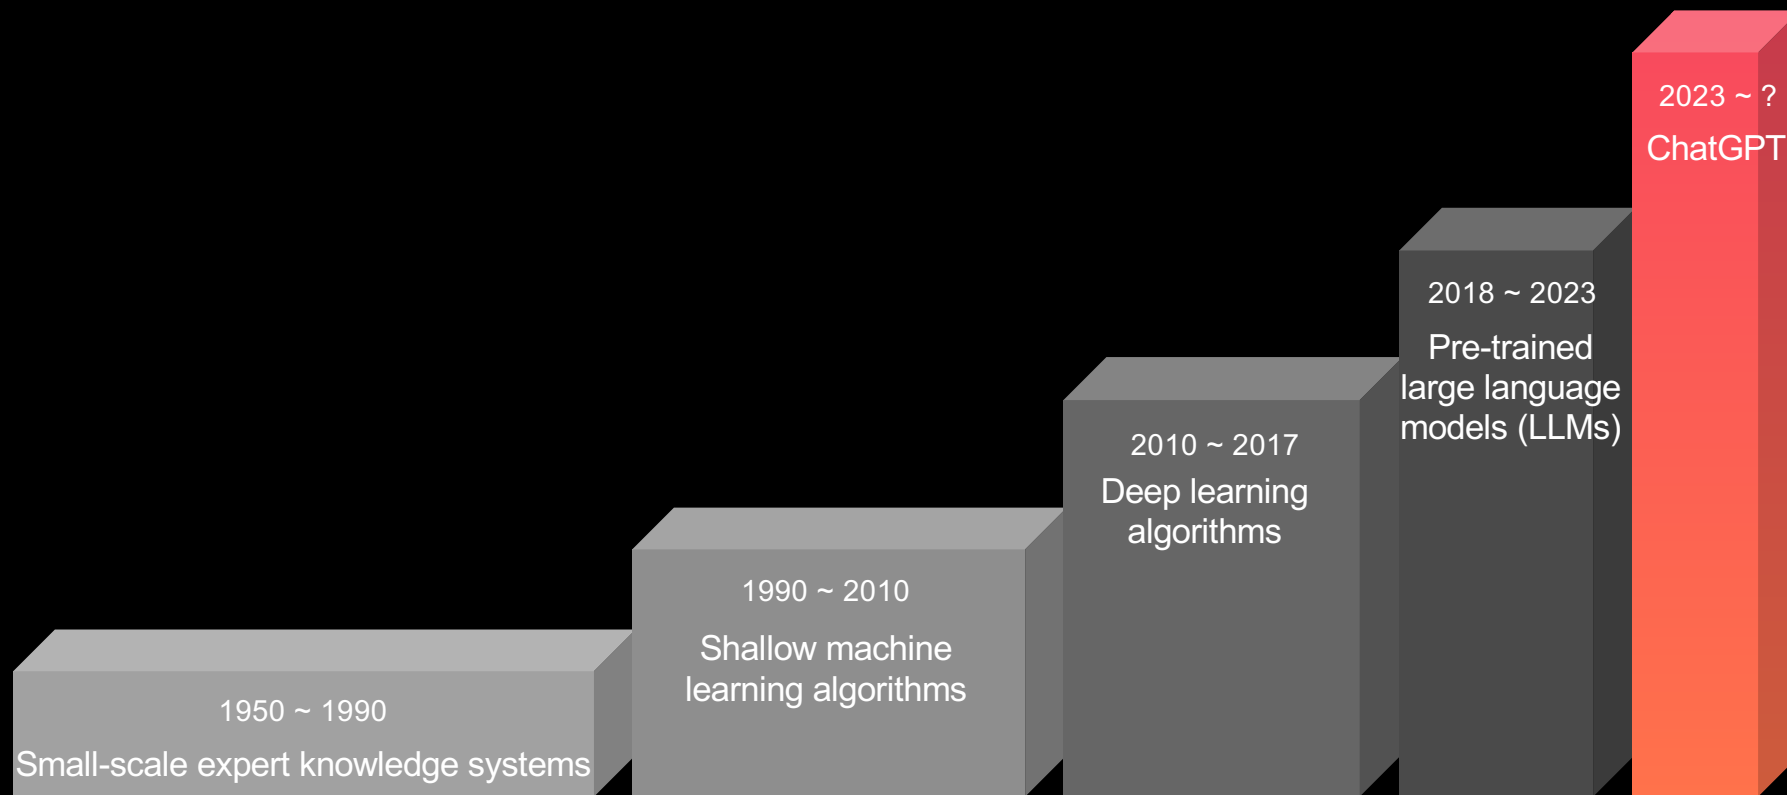 1950 ~ 1990
Small-scale expert knowledge systems
1990 ~ 2010
Shallow machine
learning algorithms
2010 ~ 2017
Deep learning
algorithms
2018 ~ 2023
Pre-trained
large language
models (LLMs)
2023 ~ ?
ChatGPT